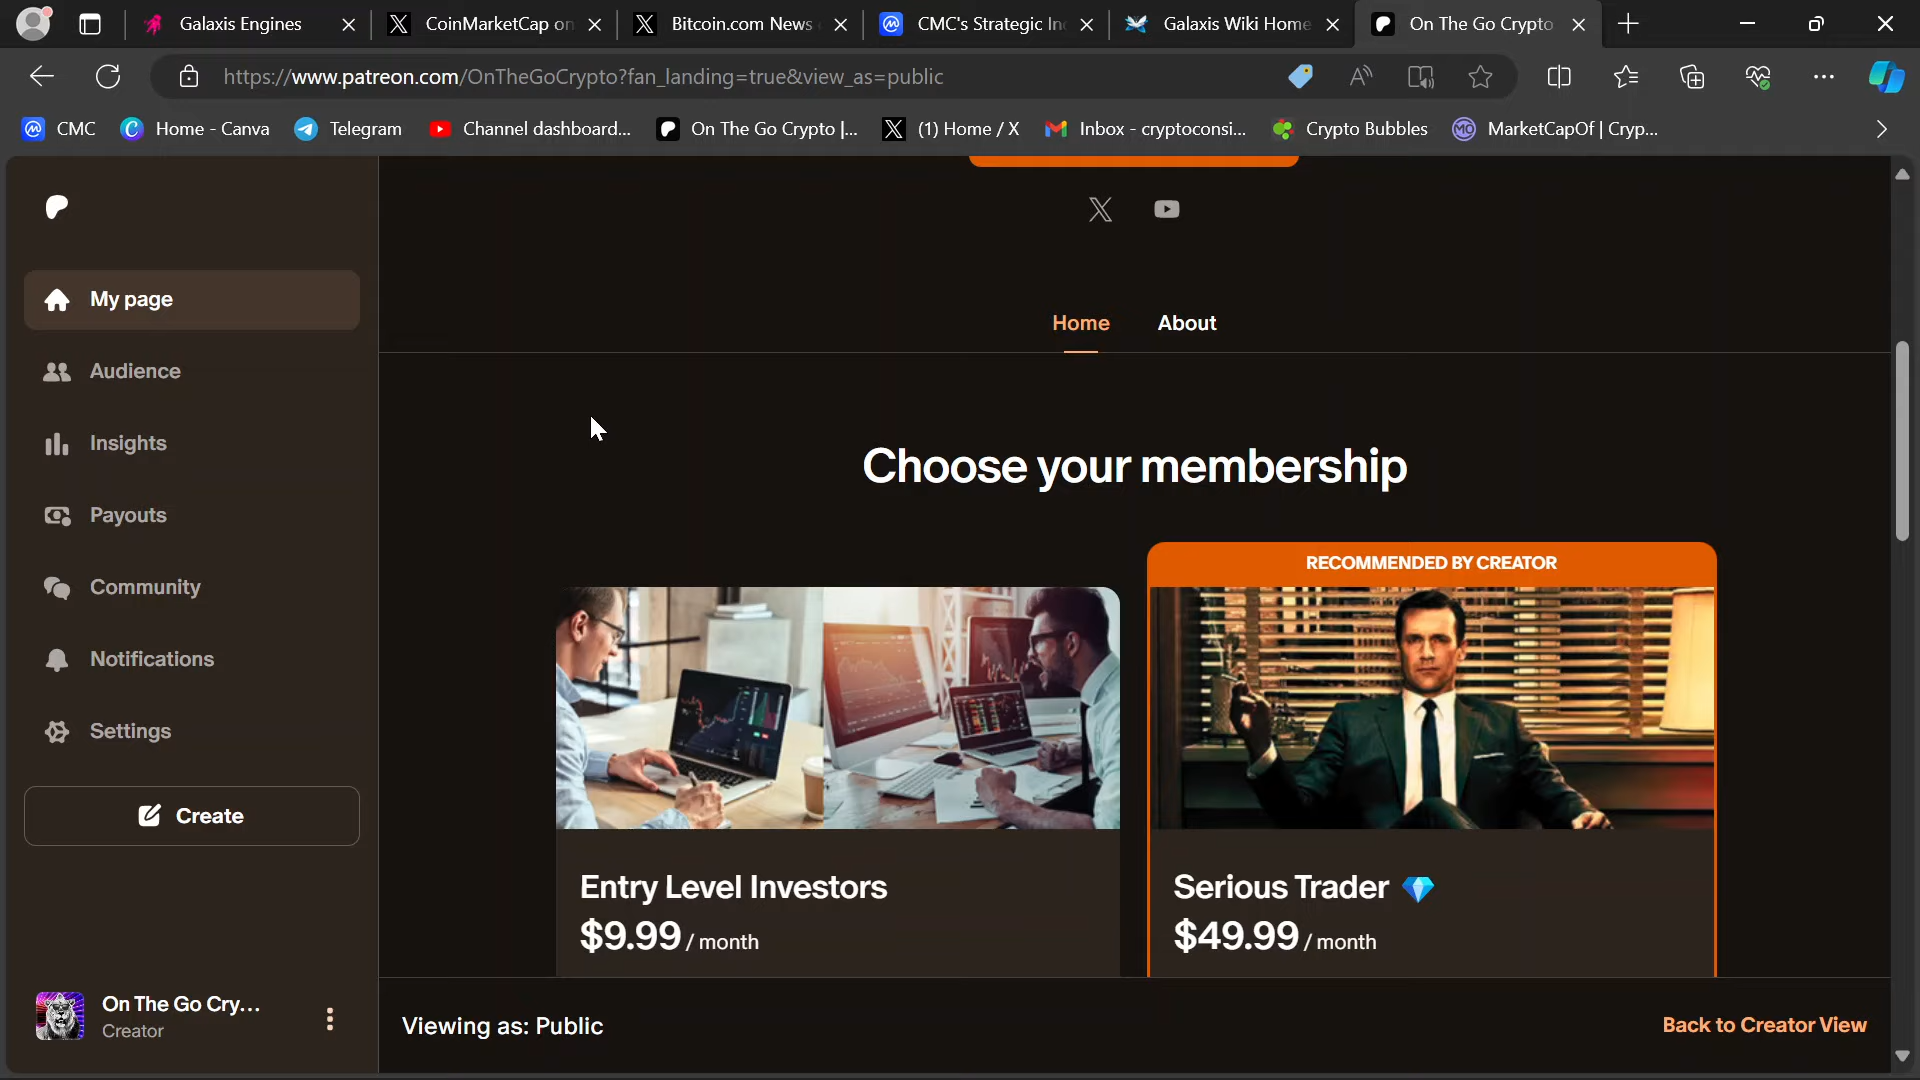 Galaxis Engines
CoinMarketCap on
Bitcoin.com News
CMC's Strategic In
Galaxis Wiki Home
On The Go Crypto
https://www.patreon.com/OnTheGoCrypto?fan_landing=true&view_as=public
CMC
Home - Canva
Telegram
Channel dashboard...
On The Go Crypto |...
(1) Home / X
Inbox - cryptoconsi...
Crypto Bubbles
MarketCapOf | Cryp...
My page
Audience
Insights
Payouts
Community
Notifications
Settings
Create
On The Go Cry...
Creator
Home
About
Choose your membership
RECOMMENDED BY CREATOR
Entry Level Investors
$9.99 / month
Serious Trader 💎
$49.99 / month
Viewing as: Public
Back to Creator View